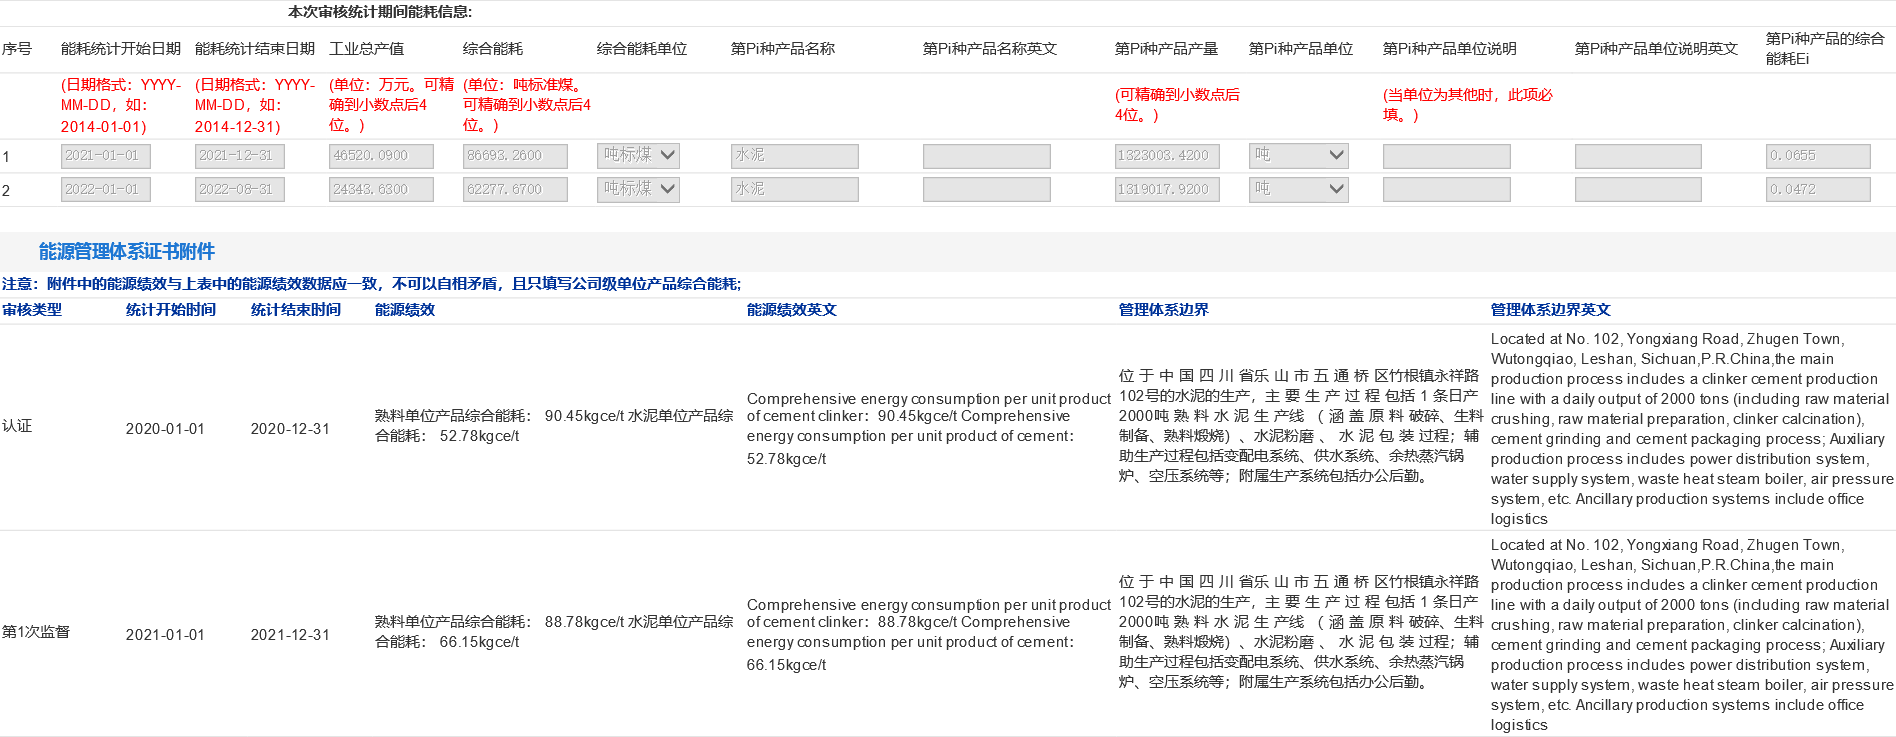 本次审核统计期间能耗信息:
序号 能耗统计开始日期 能耗统计结束日期 工业总产值 综合能耗 综合能耗单位 第Pi种产品名称 第Pi种产品名称英文 第Pi种产品产量 第Pi种产品单位 第Pi种产品单位说明 第Pi种产品单位说明英文 第Pi种产品的综合
能耗Ei
(日期格式：YYYY-
MM-DD，如：
2014-01-01)
(日期格式：YYYY-
MM-DD，如：
2014-12-31)
(单位：万元。可精
确到小数点后4
位。)
(单位：吨标准煤。
可精确到小数点后4
位。)
(可精确到小数点后
4位。)
(当单位为其他时，此项必
填。)
1 2021-01-01 2021-12-31 46520.0900 86693.2600 吨标煤 水泥 1323003.4200 吨 0.0655
2 2022-01-01 2022-08-31 24343.6300 62277.6700 吨标煤 水泥 1319017.9200 吨 0.0472
能源管理体系证书附件
注意：附件中的能源绩效与上表中的能源绩效数据应一致，不可以自相矛盾，且只填写公司级单位产品综合能耗;
审核类型 统计开始时间 统计结束时间 能源绩效 能源绩效英文 管理体系边界 管理体系边界英文
认证 2020-01-01 2020-12-31
熟料单位产品综合能耗： 90.45kgce/t 水泥单位产品综
合能耗： 52.78kgce/t
Comprehensive energy consumption per unit product
of cement clinker：90.45kgce/t Comprehensive
energy consumption per unit product of cement：
52.78kgce/t
位 于 中 国 四 川 省乐 山 市 五 通 桥 区竹根镇永祥路
102号的水泥的生产，主 要 生 产 过 程 包括 1 条日产
2000吨 熟 料 水 泥 生 产线 （ 涵 盖 原 料 破碎、生料
制备、熟料煅烧）、水泥粉磨 、 水 泥 包 装 过程；辅
助生产过程包括变配电系统、供水系统、余热蒸汽锅
炉、空压系统等；附属生产系统包括办公后勤。
Located at No. 102, Yongxiang Road, Zhugen Town,
Wutongqiao, Leshan, Sichuan,P.R.China,the main
production process includes a clinker cement production
line with a daily output of 2000 tons (including raw material
crushing, raw material preparation, clinker calcination),
cement grinding and cement packaging process; Auxiliary
production process includes power distribution system,
water supply system, waste heat steam boiler, air pressure
system, etc. Ancillary production systems include office
logistics
第1次监督 2021-01-01 2021-12-31
熟料单位产品综合能耗： 88.78kgce/t 水泥单位产品综
合能耗： 66.15kgce/t
Comprehensive energy consumption per unit product
of cement clinker：88.78kgce/t Comprehensive
energy consumption per unit product of cement：
66.15kgce/t
位 于 中 国 四 川 省乐 山 市 五 通 桥 区竹根镇永祥路
102号的水泥的生产，主 要 生 产 过 程 包括 1 条日产
2000吨 熟 料 水 泥 生 产线 （ 涵 盖 原 料 破碎、生料
制备、熟料煅烧）、水泥粉磨 、 水 泥 包 装 过程；辅
助生产过程包括变配电系统、供水系统、余热蒸汽锅
炉、空压系统等；附属生产系统包括办公后勤。
Located at No. 102, Yongxiang Road, Zhugen Town,
Wutongqiao, Leshan, Sichuan,P.R.China,the main
production process includes a clinker cement production
line with a daily output of 2000 tons (including raw material
crushing, raw material preparation, clinker calcination),
cement grinding and cement packaging process; Auxiliary
production process includes power distribution system,
water supply system, waste heat steam boiler, air pressure
system, etc. Ancillary production systems include office
logistics